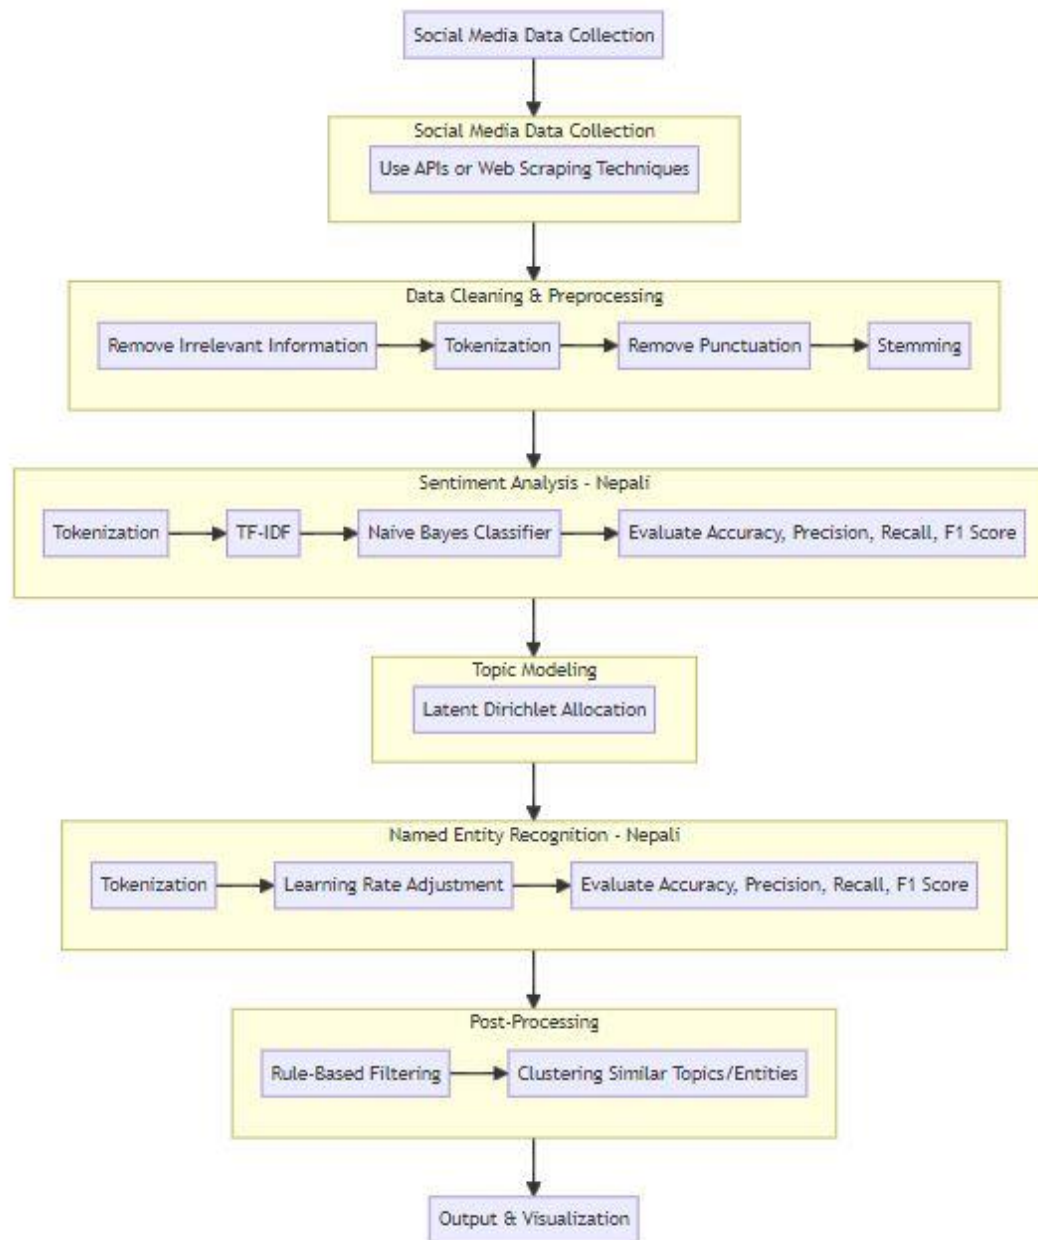 Social Media Data Collection
Social Media Data Collection
Use APIs or Web Scraping Techniques
Data Cleaning & Preprocessing
Remove Irrelevant Information
Tokenization
Remove Punctuation
Stemming
Sentiment Analysis - Nepali
Tokenization
TF-IDF
Naive Bayes Classifier
Evaluate Accuracy, Precision, Recall, F1 Score
Topic Modeling
Latent Dirichlet Allocation
Named Entity Recognition - Nepali
Tokenization
Learning Rate Adjustment
Evaluate Accuracy, Precision, Recall, F1 Score
Post-Processing
Rule-Based Filtering
Clustering Similar Topics/Entities
Output & Visualization